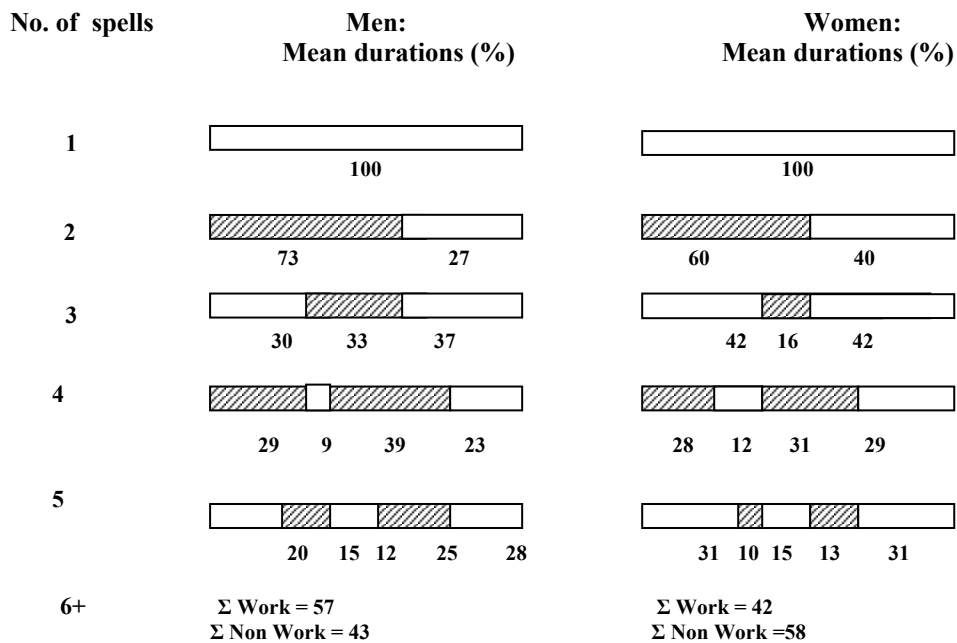 No. of spells Men: Women:
Mean durations (%) Mean durations (%)
1
100 100
2
73 27 60 40
3
30 33 37 42 16 42
4
29 9 39 23 28 12 31 29
5
20 15 12 25 28 31 10 15 13 31
6+ Σ Work = 57 Σ Work = 42
Σ Non Work = 43 Σ Non Work =58